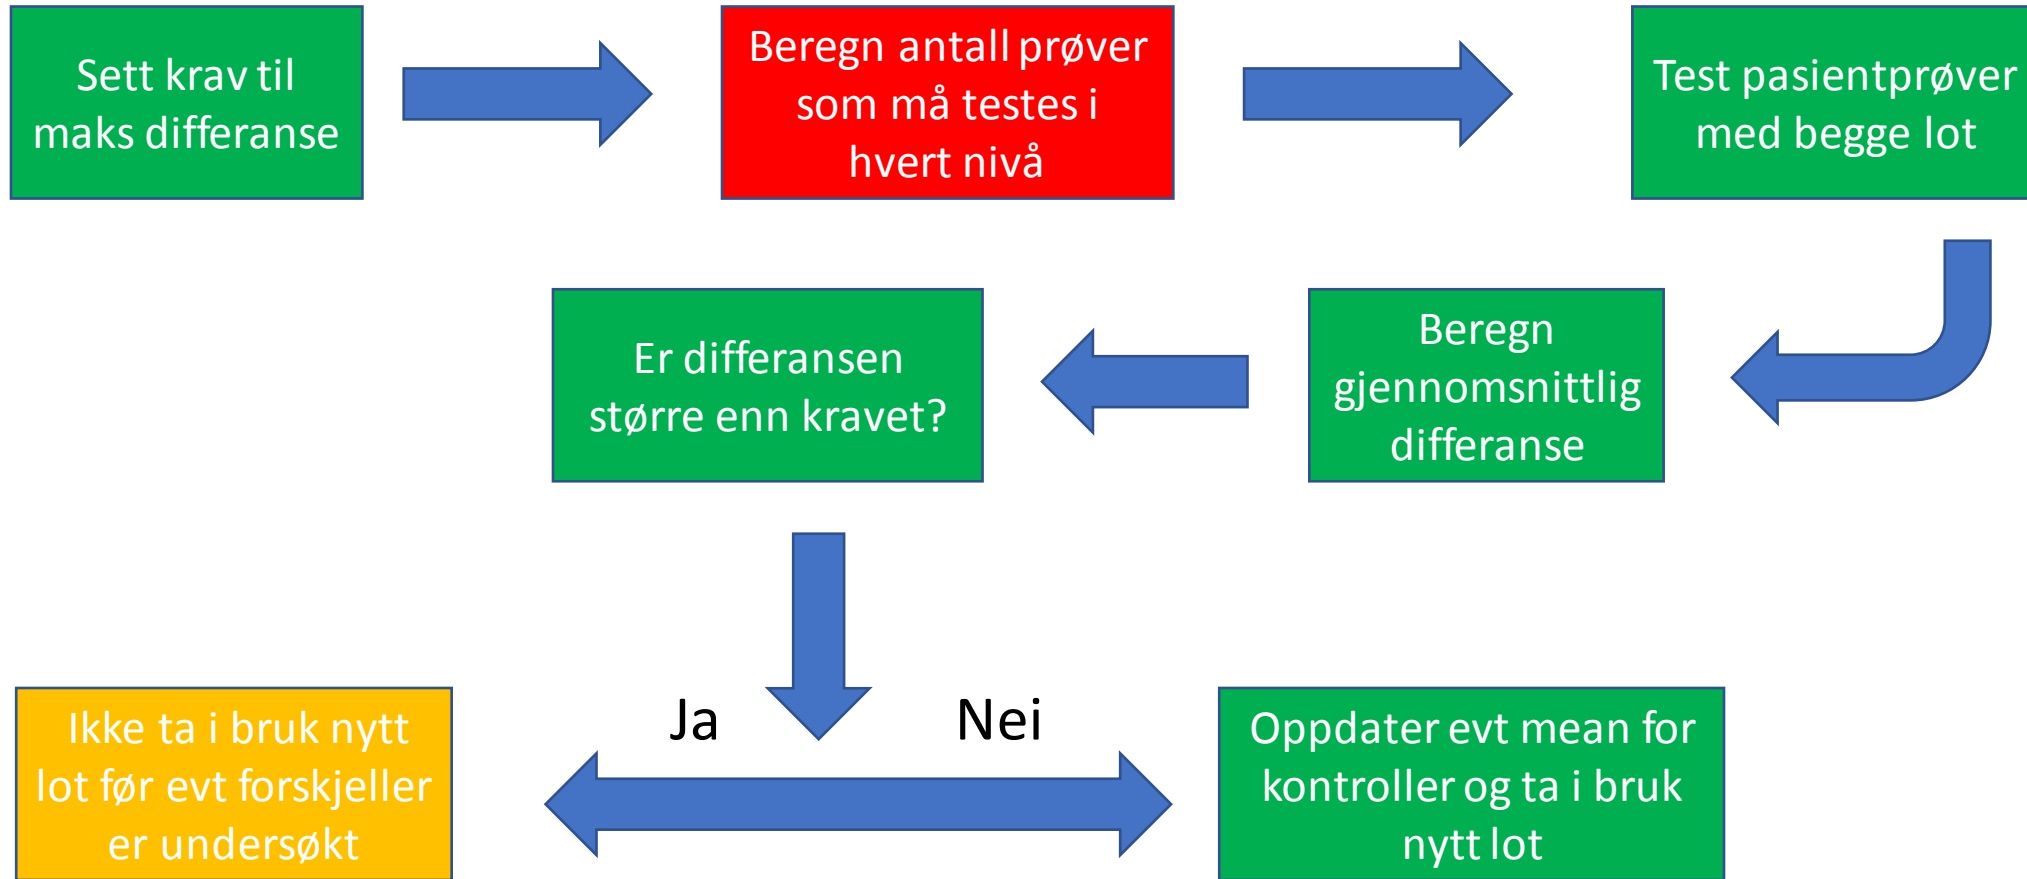 Sett krav til
maks differanse
Beregn antall prøver
som må testes i
hvert nivå
Test pasientprøver
med begge lot
Beregn
gjennomsnittlig
differanse
Er differansen
større enn kravet?
Ja
Nei
Ikke ta i bruk nytt
lot før evt forskjeller
er undersøkt
Oppdater evt mean for
kontroller og ta i bruk
nytt lot